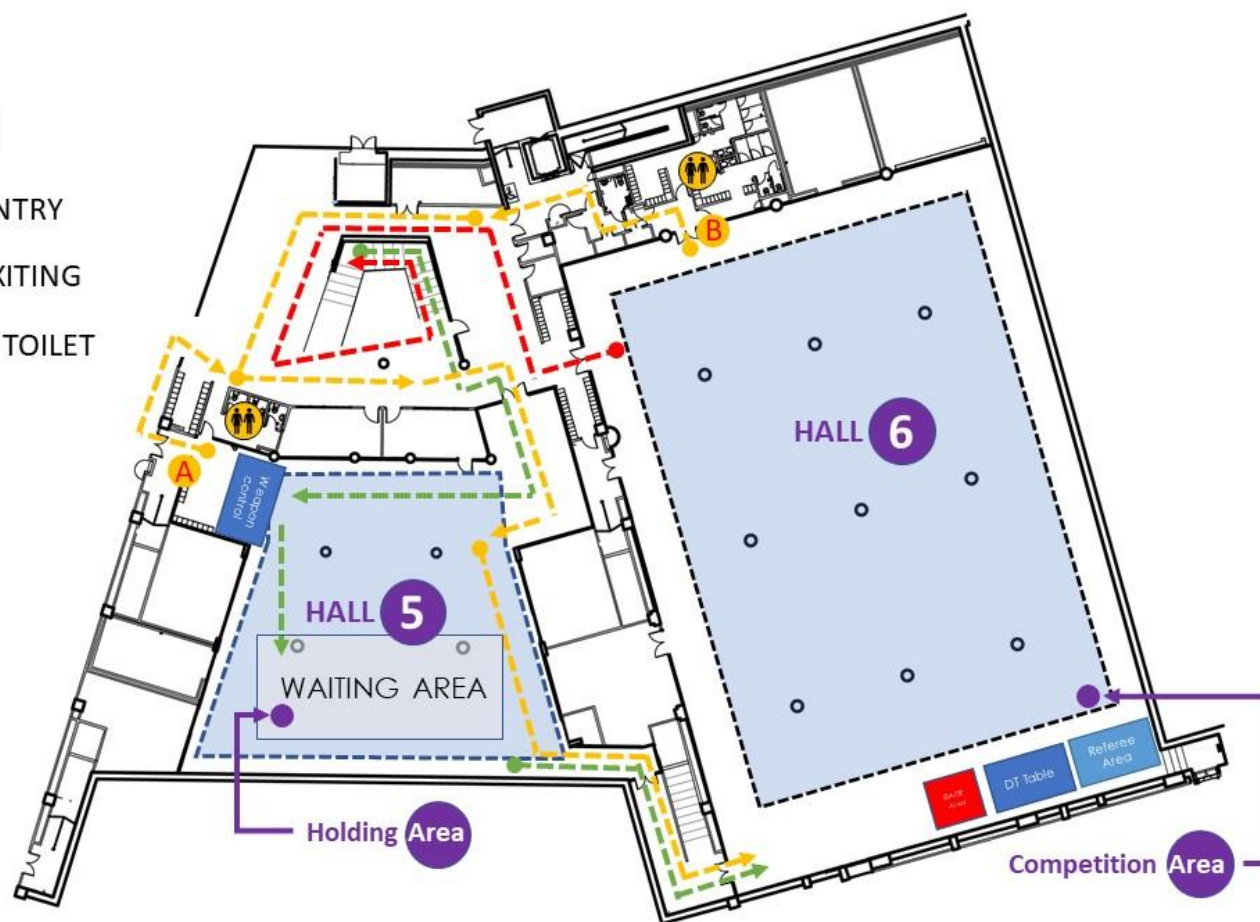 NTRY
XITING
TOILET
B
HALL 6
A
Weapon
control
HALL 5
WAITING AREA
Referee
Area
DT Table
Area
Holding Area
Competition Area